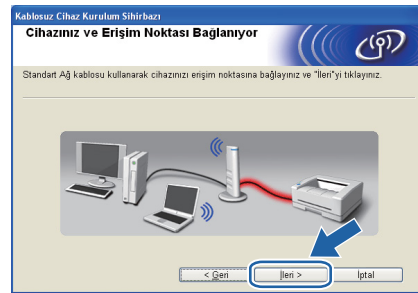 Kablosuz Cihaz Kurulum Sihirbazı
Cihazınız ve Erişim Noktası Bağlanıyor
Standart Ağ kablosu kullanarak cihazınızı erişim noktasına bağlayınız ve "İleri"yi tıklayınız.
< Geri
İleri >
İptal